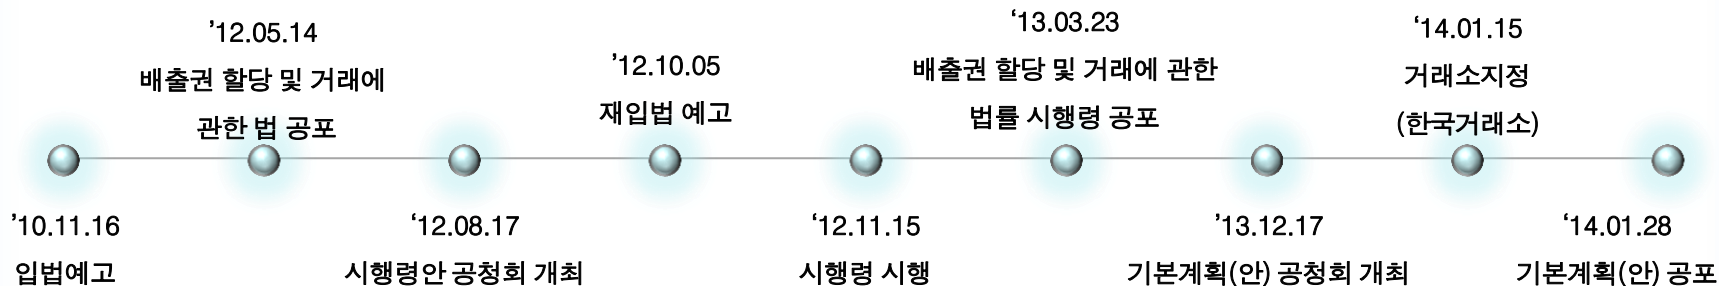 ’10.11.16
입법예고
’12.05.14
배출권 할당 및 거래에
관한 법 공포
‘12.08.17
시행령안 공청회 개최
’12.10.05
재입법 예고
‘12.11.15
시행령 시행
‘13.03.23
배출권 할당 및 거래에 관한
법률 시행령 공포
’13.12.17
기본계획(안) 공청회 개최
‘14.01.15
거래소지정
(한국거래소)
‘14.01.28
기본계획(안) 공포